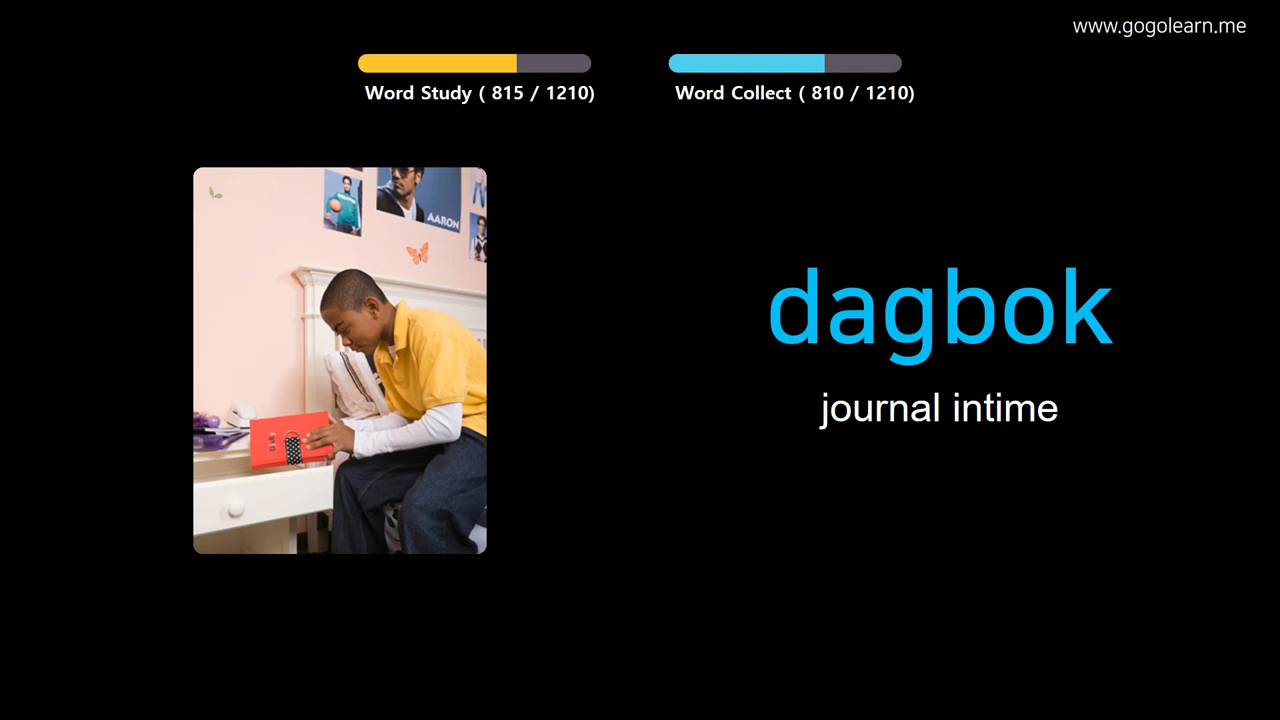 www.gogolearn.me
Word Study ( 815 / 1210)
Word Collect ( 810 / 1210)
AARON
dagbok
journal intime